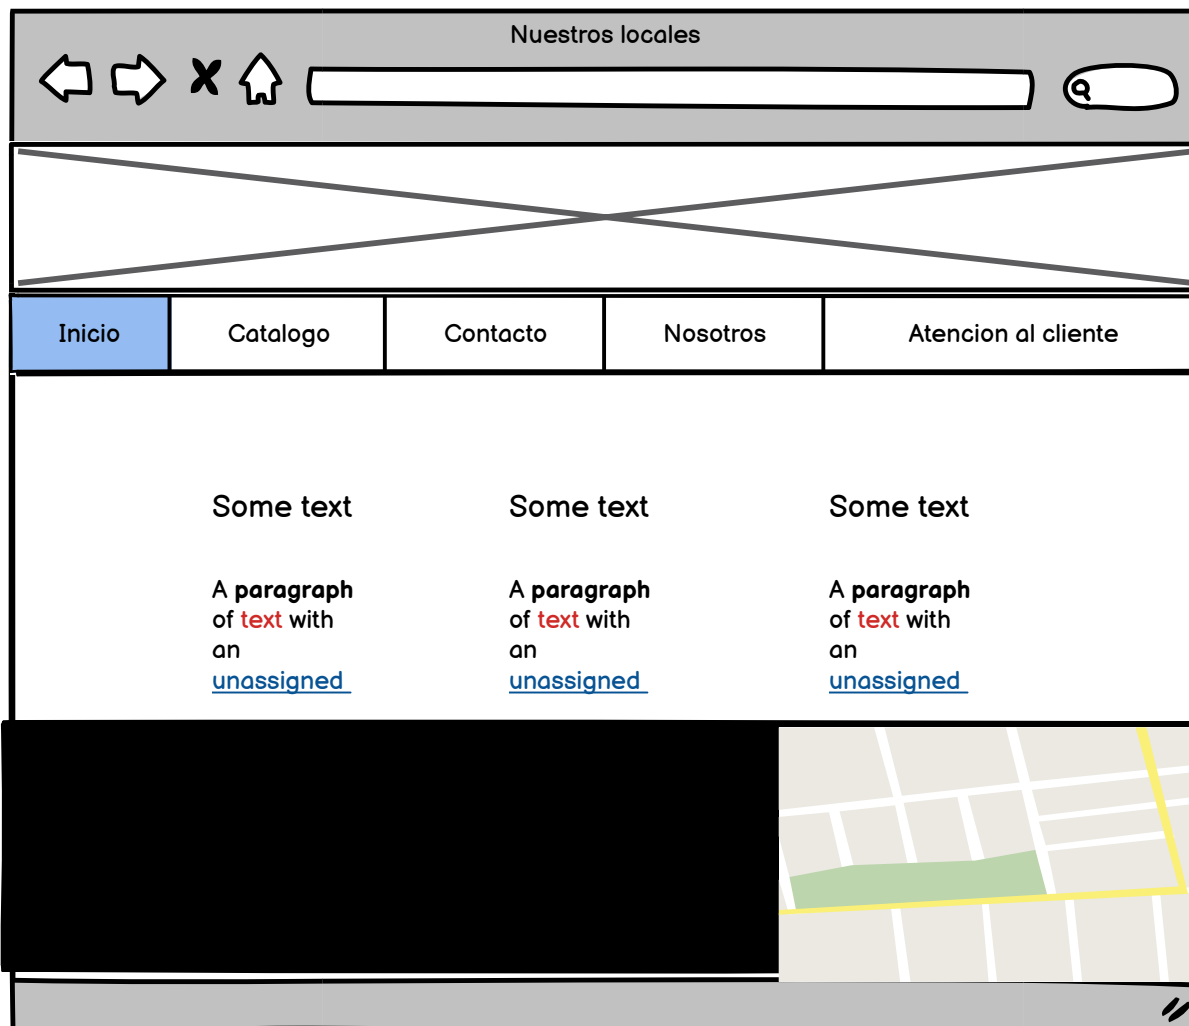 Nuestros locales
Inicio Catalogo Contacto Nosotros Atencion al cliente
Some text Some text Some text
A paragraph
of text with
an
unassigned
A paragraph
of text with
an
unassigned
A paragraph
of text with
an
unassigned